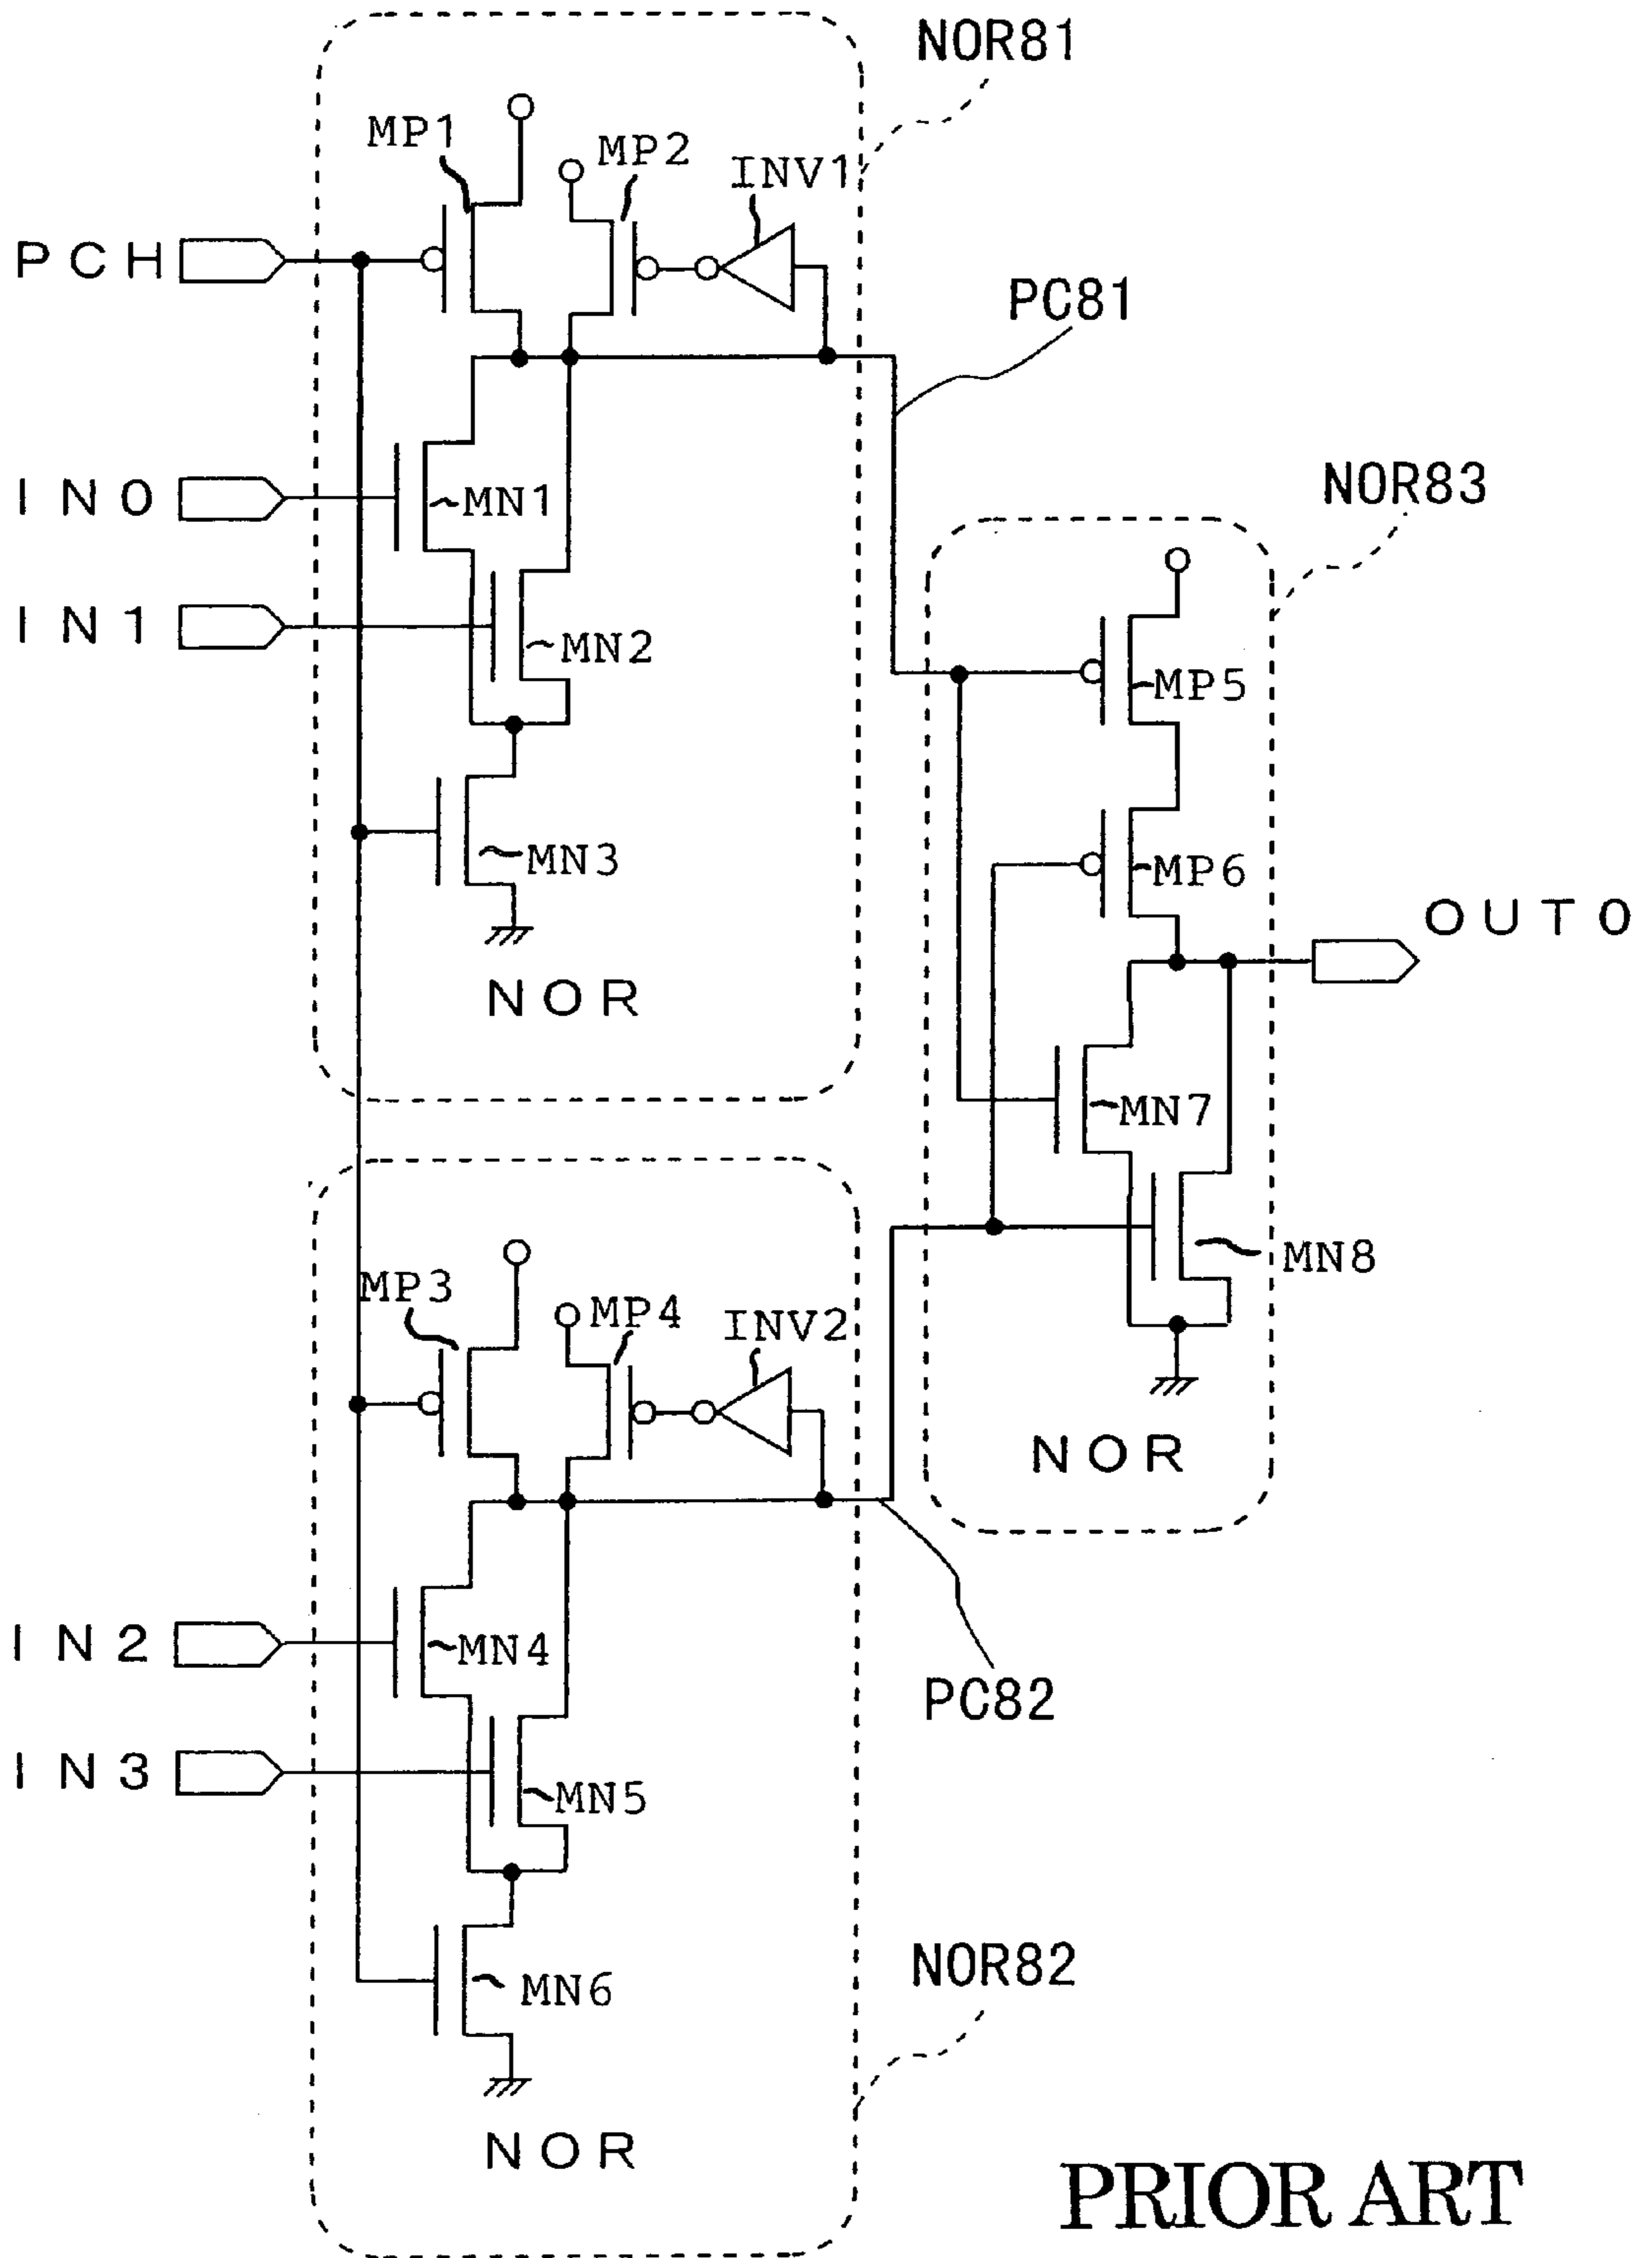 NOR81
MP1
MP2
INV1
PCH
PC81
IN0
MN1
NOR83
IN1
MN2
MP5
MN3
MP6
OUT0
NOR
MN7
MN8
MP3
MP4
INV2
NOR
IN2
MN4
PC82
IN3
MN5
NOR82
MN6
NOR
PRIOR ART